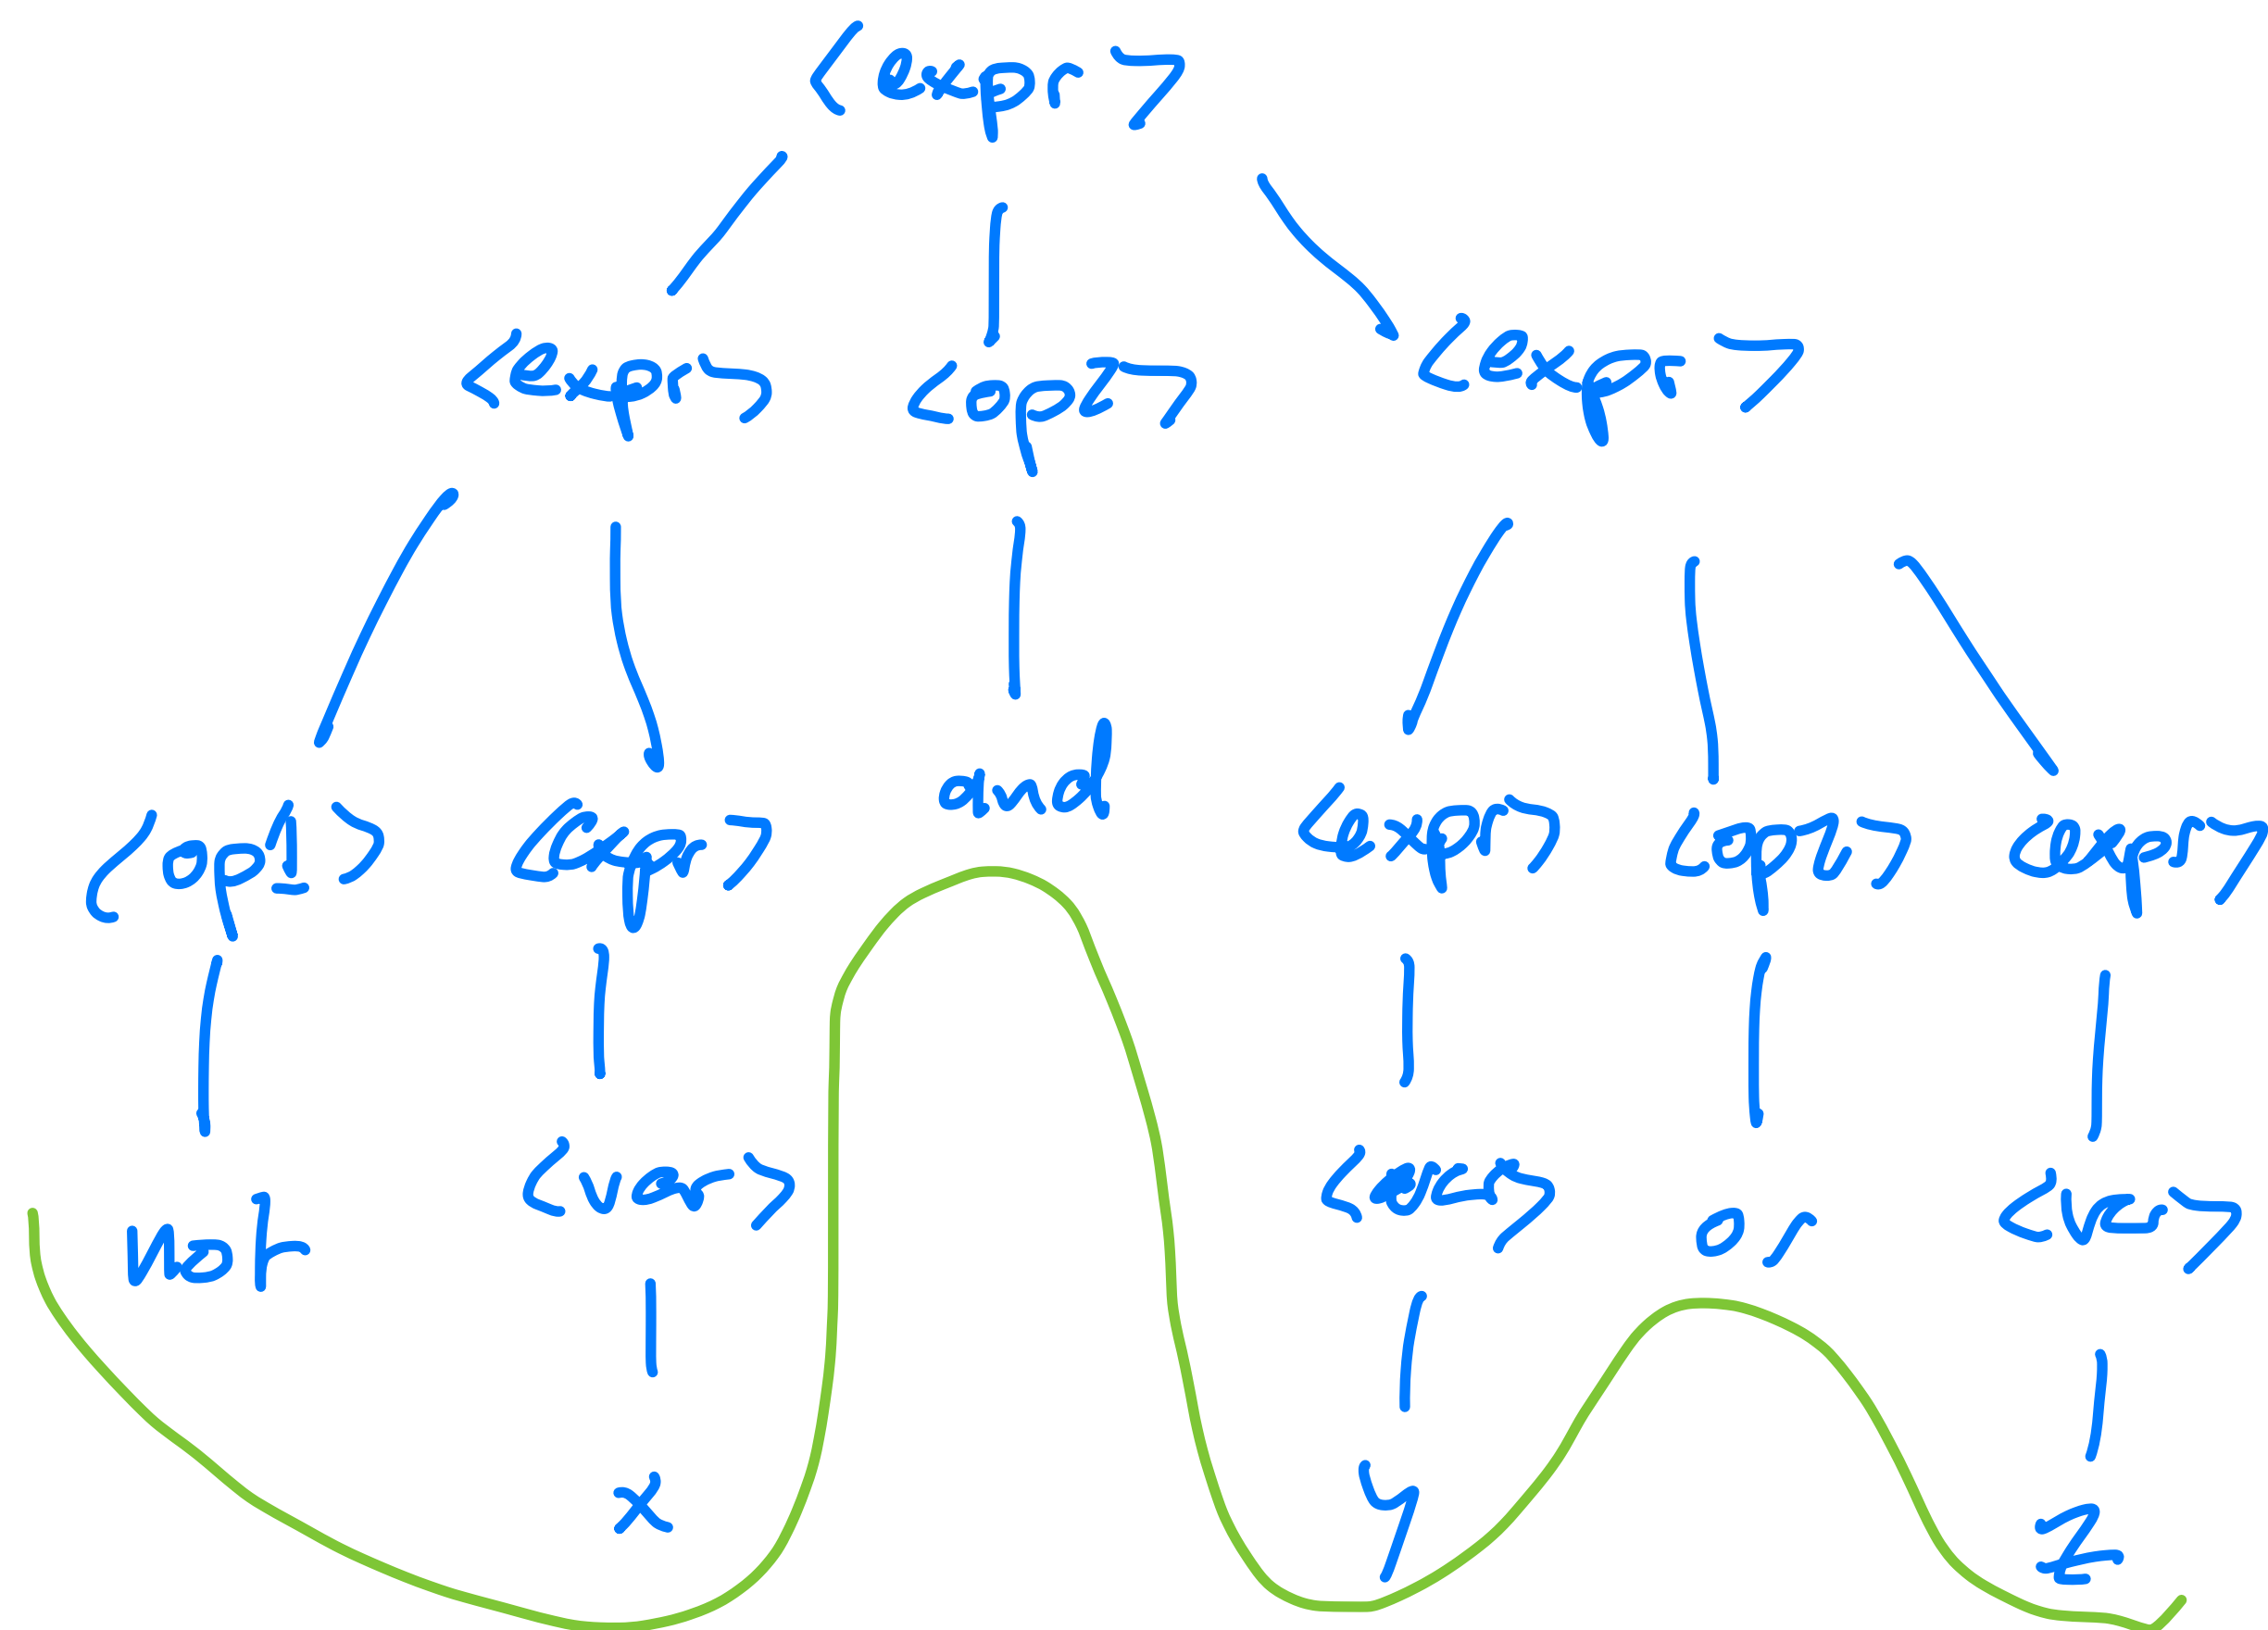 <expr>
<expr> <op2> <expr>
<op1> <expr> and <expr> <op2> <expr>
not <var> <var> or <var>
x y z